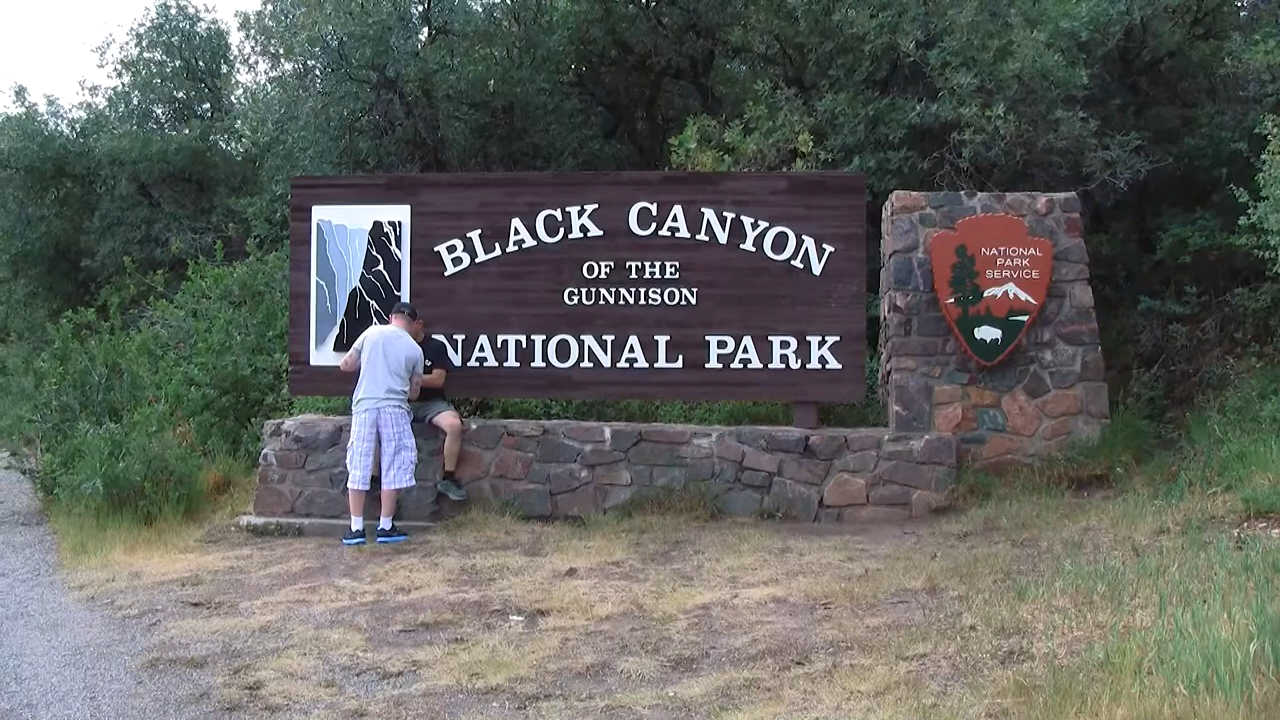 BLACK CANYON
OF THE
GUNNISON
NATIONAL PARK
NATIONAL
PARK
SERVICE